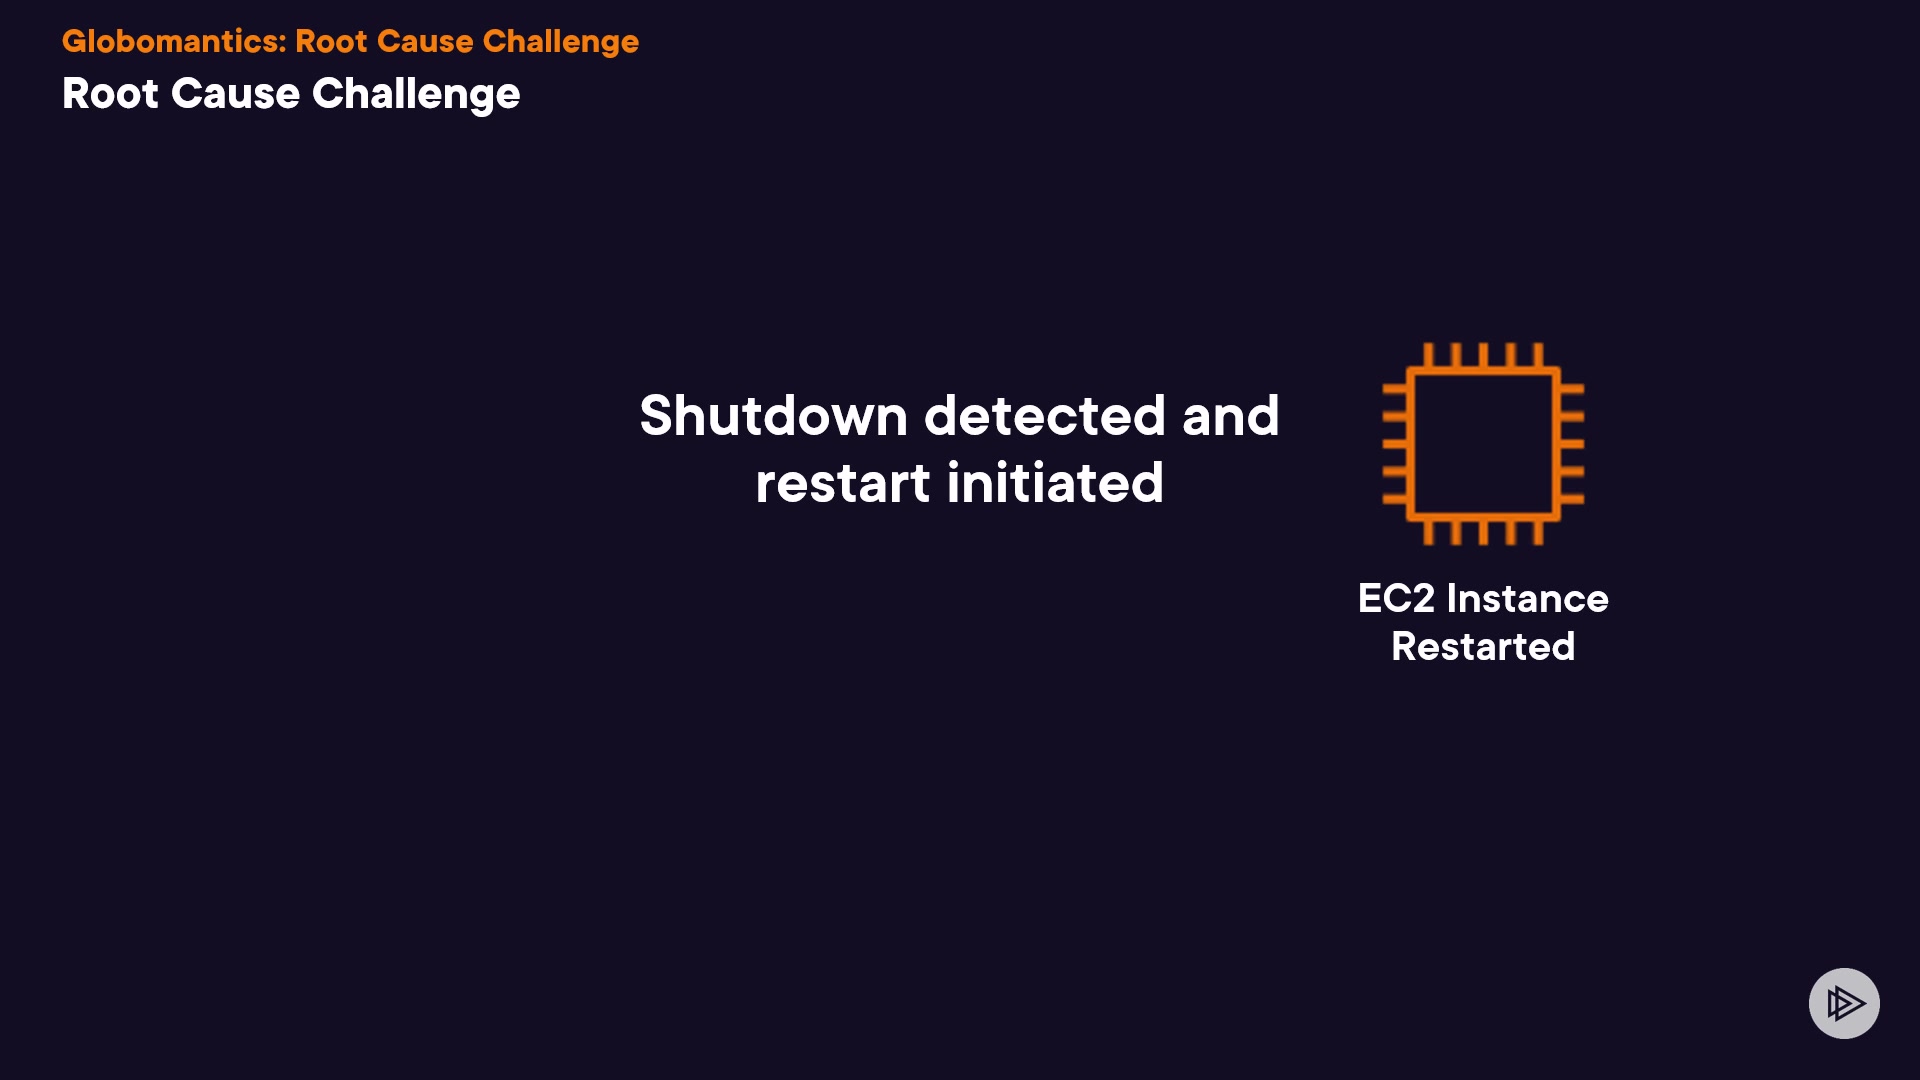 Globomantics: Root Cause Challenge
Root Cause Challenge
Shutdown detected and
restart initiated
EC2 Instance
Restarted